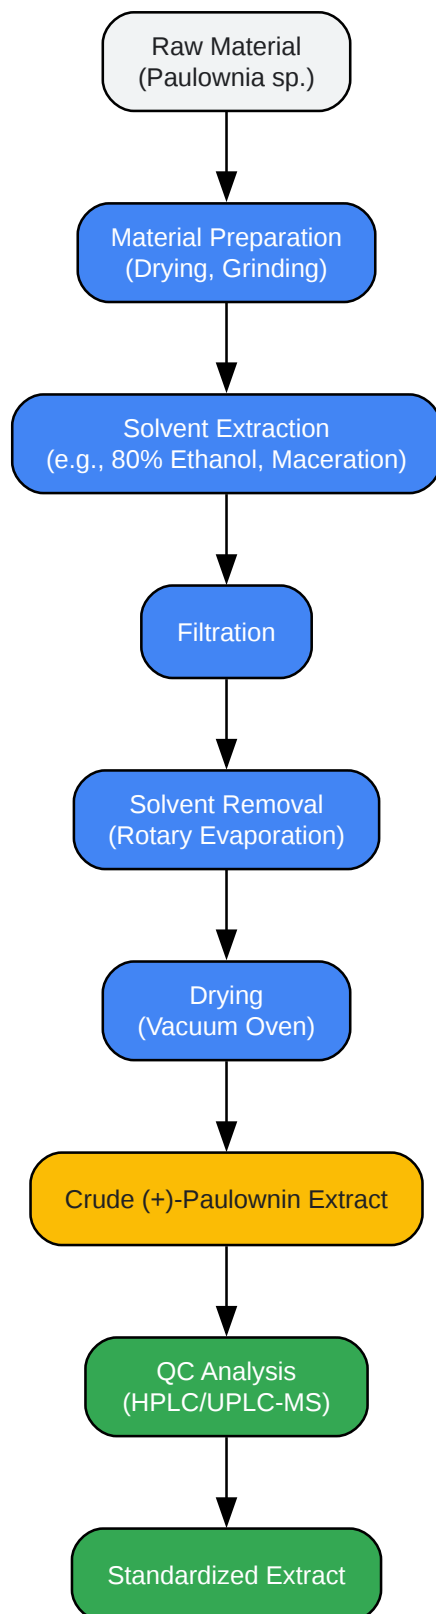 Raw Material
(Paulownia sp.)
Material Preparation
(Drying, Grinding)
Solvent Extraction
(e.g., 80% Ethanol, Maceration)
Filtration
Solvent Removal
(Rotary Evaporation)
Drying
(Vacuum Oven)
Crude (+)-Paulownin Extract
QC Analysis
(HPLC/UPLC-MS)
Standardized Extract